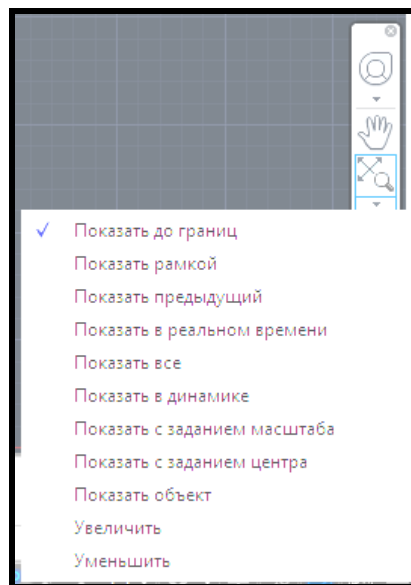 Показать до границ
Показать рамкой
Показать предыдущий
Показать в реальном времени
Показать все
Показать в динамике
Показать с заданием масштаба
Показать с заданием центра
Показать объект
Увеличить
Уменьшить